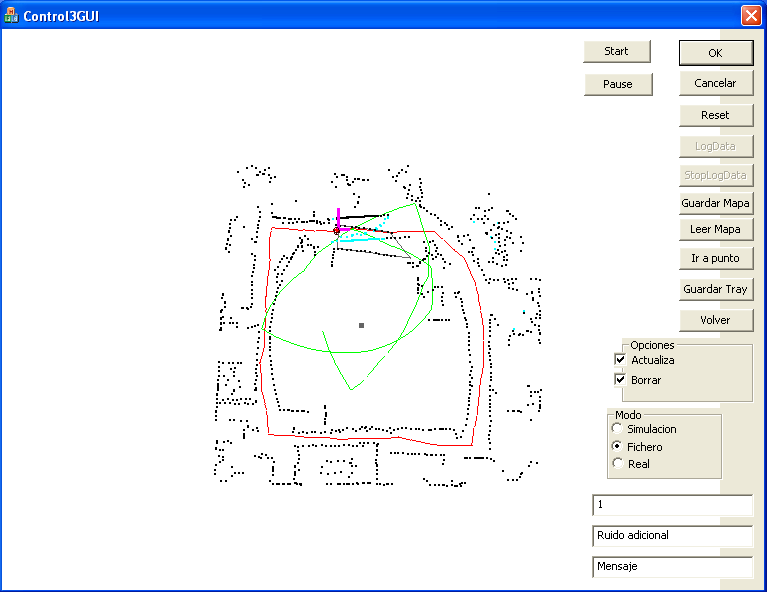 Control3GUI
Start
OK
Pause
Cancelar
Reset
LogData
StopLogData
Guardar Mapa
Leer Mapa
Ir a punto
Guardar Tray
Volver
Opciones
Actualiza
Borrar
Modo
Simulacion
Fichero
Real
1
Ruido adicional
Mensaje